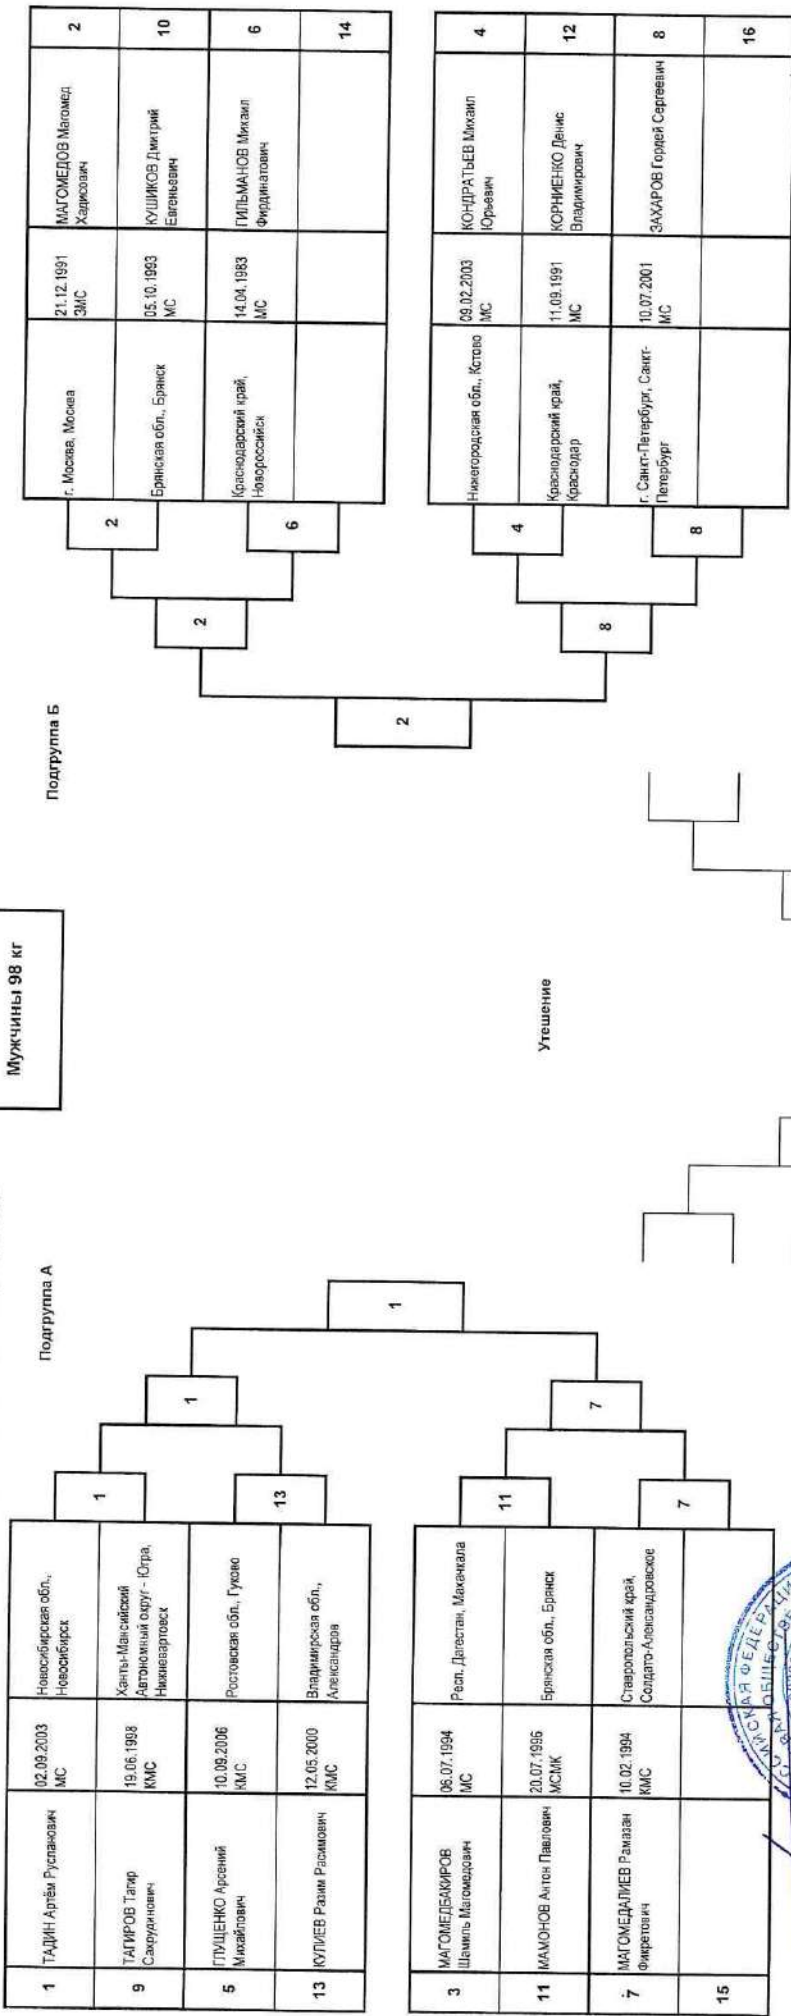 Мужчины 98 кг
Подгруппа А
Подгруппа Б
1
ТАДИН Артём Русланович
02.09.2003
МС
Новосибирская обл.,
Новосибирск
9
ТАГИРОВ Тагир
Сахрудинович
19.06.1998
КМС
Ханты-Мансийский
Автономный округ - Югра,
Нижневартовск
5
ГЛУЩЕНКО Арсений
Михайлович
10.09.2006
КМС
Ростовская обл., Гуково
13
КУЛИЕВ Разим Расимович
12.05.2000
КМС
Владимирская обл.,
Александров
1
13
1
1
3
МАГОМЕДБАКИРОВ
Шамиль Магомедович
06.07.1994
МС
Респ. Дагестан, Махачкала
11
МАМОНОВ Антон Павлович
20.07.1996
МСМК
Брянская обл., Брянск
7
МАГОМЕДАЛИЕВ Рамазан
Фикретович
10.02.1994
КМС
Ставропольский край,
Солдато-Александровское
15
11
7
7
2
6
2
2
г. Москва, Москва
21.12.1991
ЗМС
МАГОМЕДОВ Магомед
Хадисович
2
Брянская обл., Брянск
05.10.1993
МС
КУШИКОВ Дмитрий
Евгеньевич
10
Краснодарский край,
Новороссийск
14.04.1983
МС
ГИЛЬМАНОВ Михаил
Фирдинатович
6
14
4
8
8
Нижегородская обл., Кстово
09.02.2003
МС
КОНДРАТЬЕВ Михаил
Юрьевич
4
Краснодарский край,
Краснодар
11.09.1991
МС
КОРНИЕНКО Денис
Владимирович
12
г. Санкт-Петербург, Санкт-
Петербург
10.07.2001
МС
ЗАХАРОВ Гордей Сергеевич
8
16
Утешение